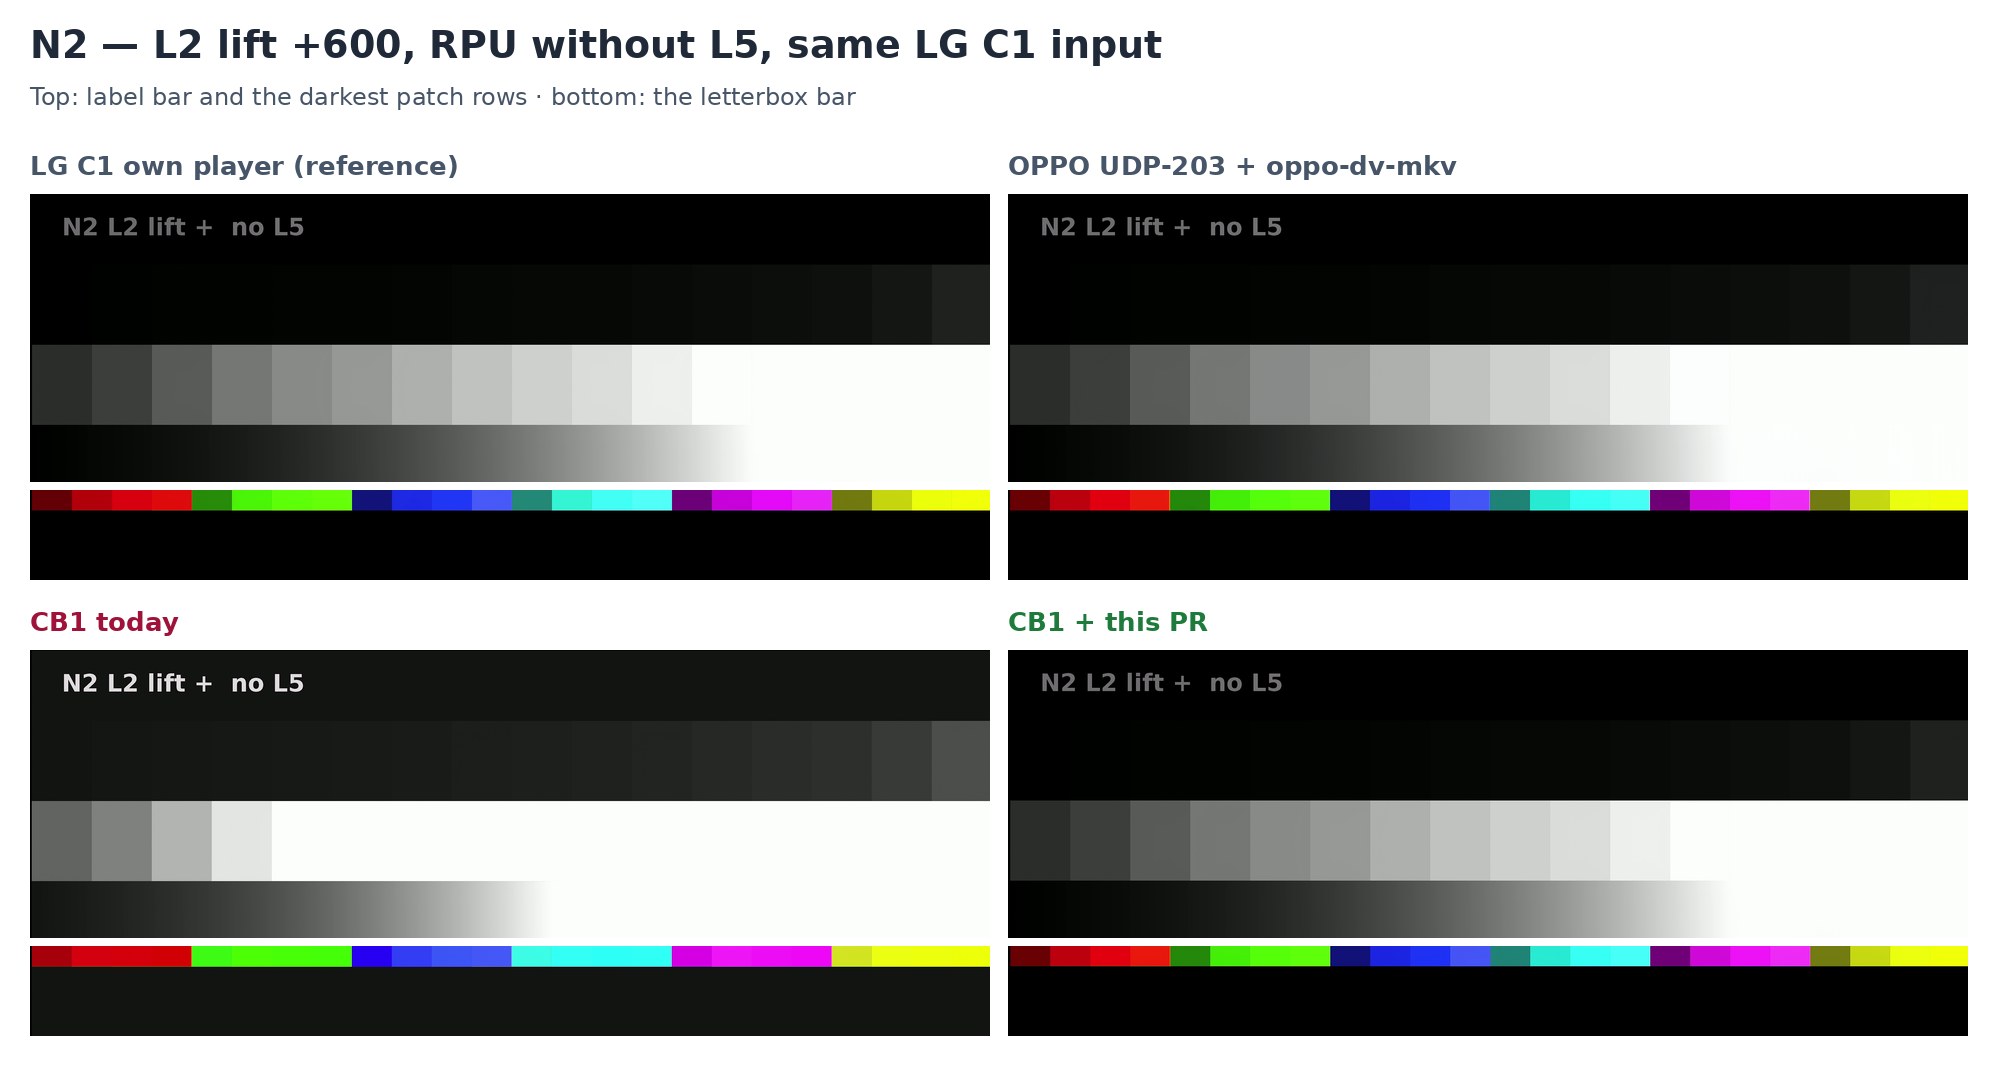 N2 — L2 lift +600, RPU without L5, same LG C1 input
Top: label bar and the darkest patch rows · bottom: the letterbox bar
LG C1 own player (reference)
OPPO UDP-203 + oppo-dv-mkv
N2 L2 lift +  no L5
N2 L2 lift +  no L5
CB1 today
CB1 + this PR
N2 L2 lift +  no L5
N2 L2 lift +  no L5